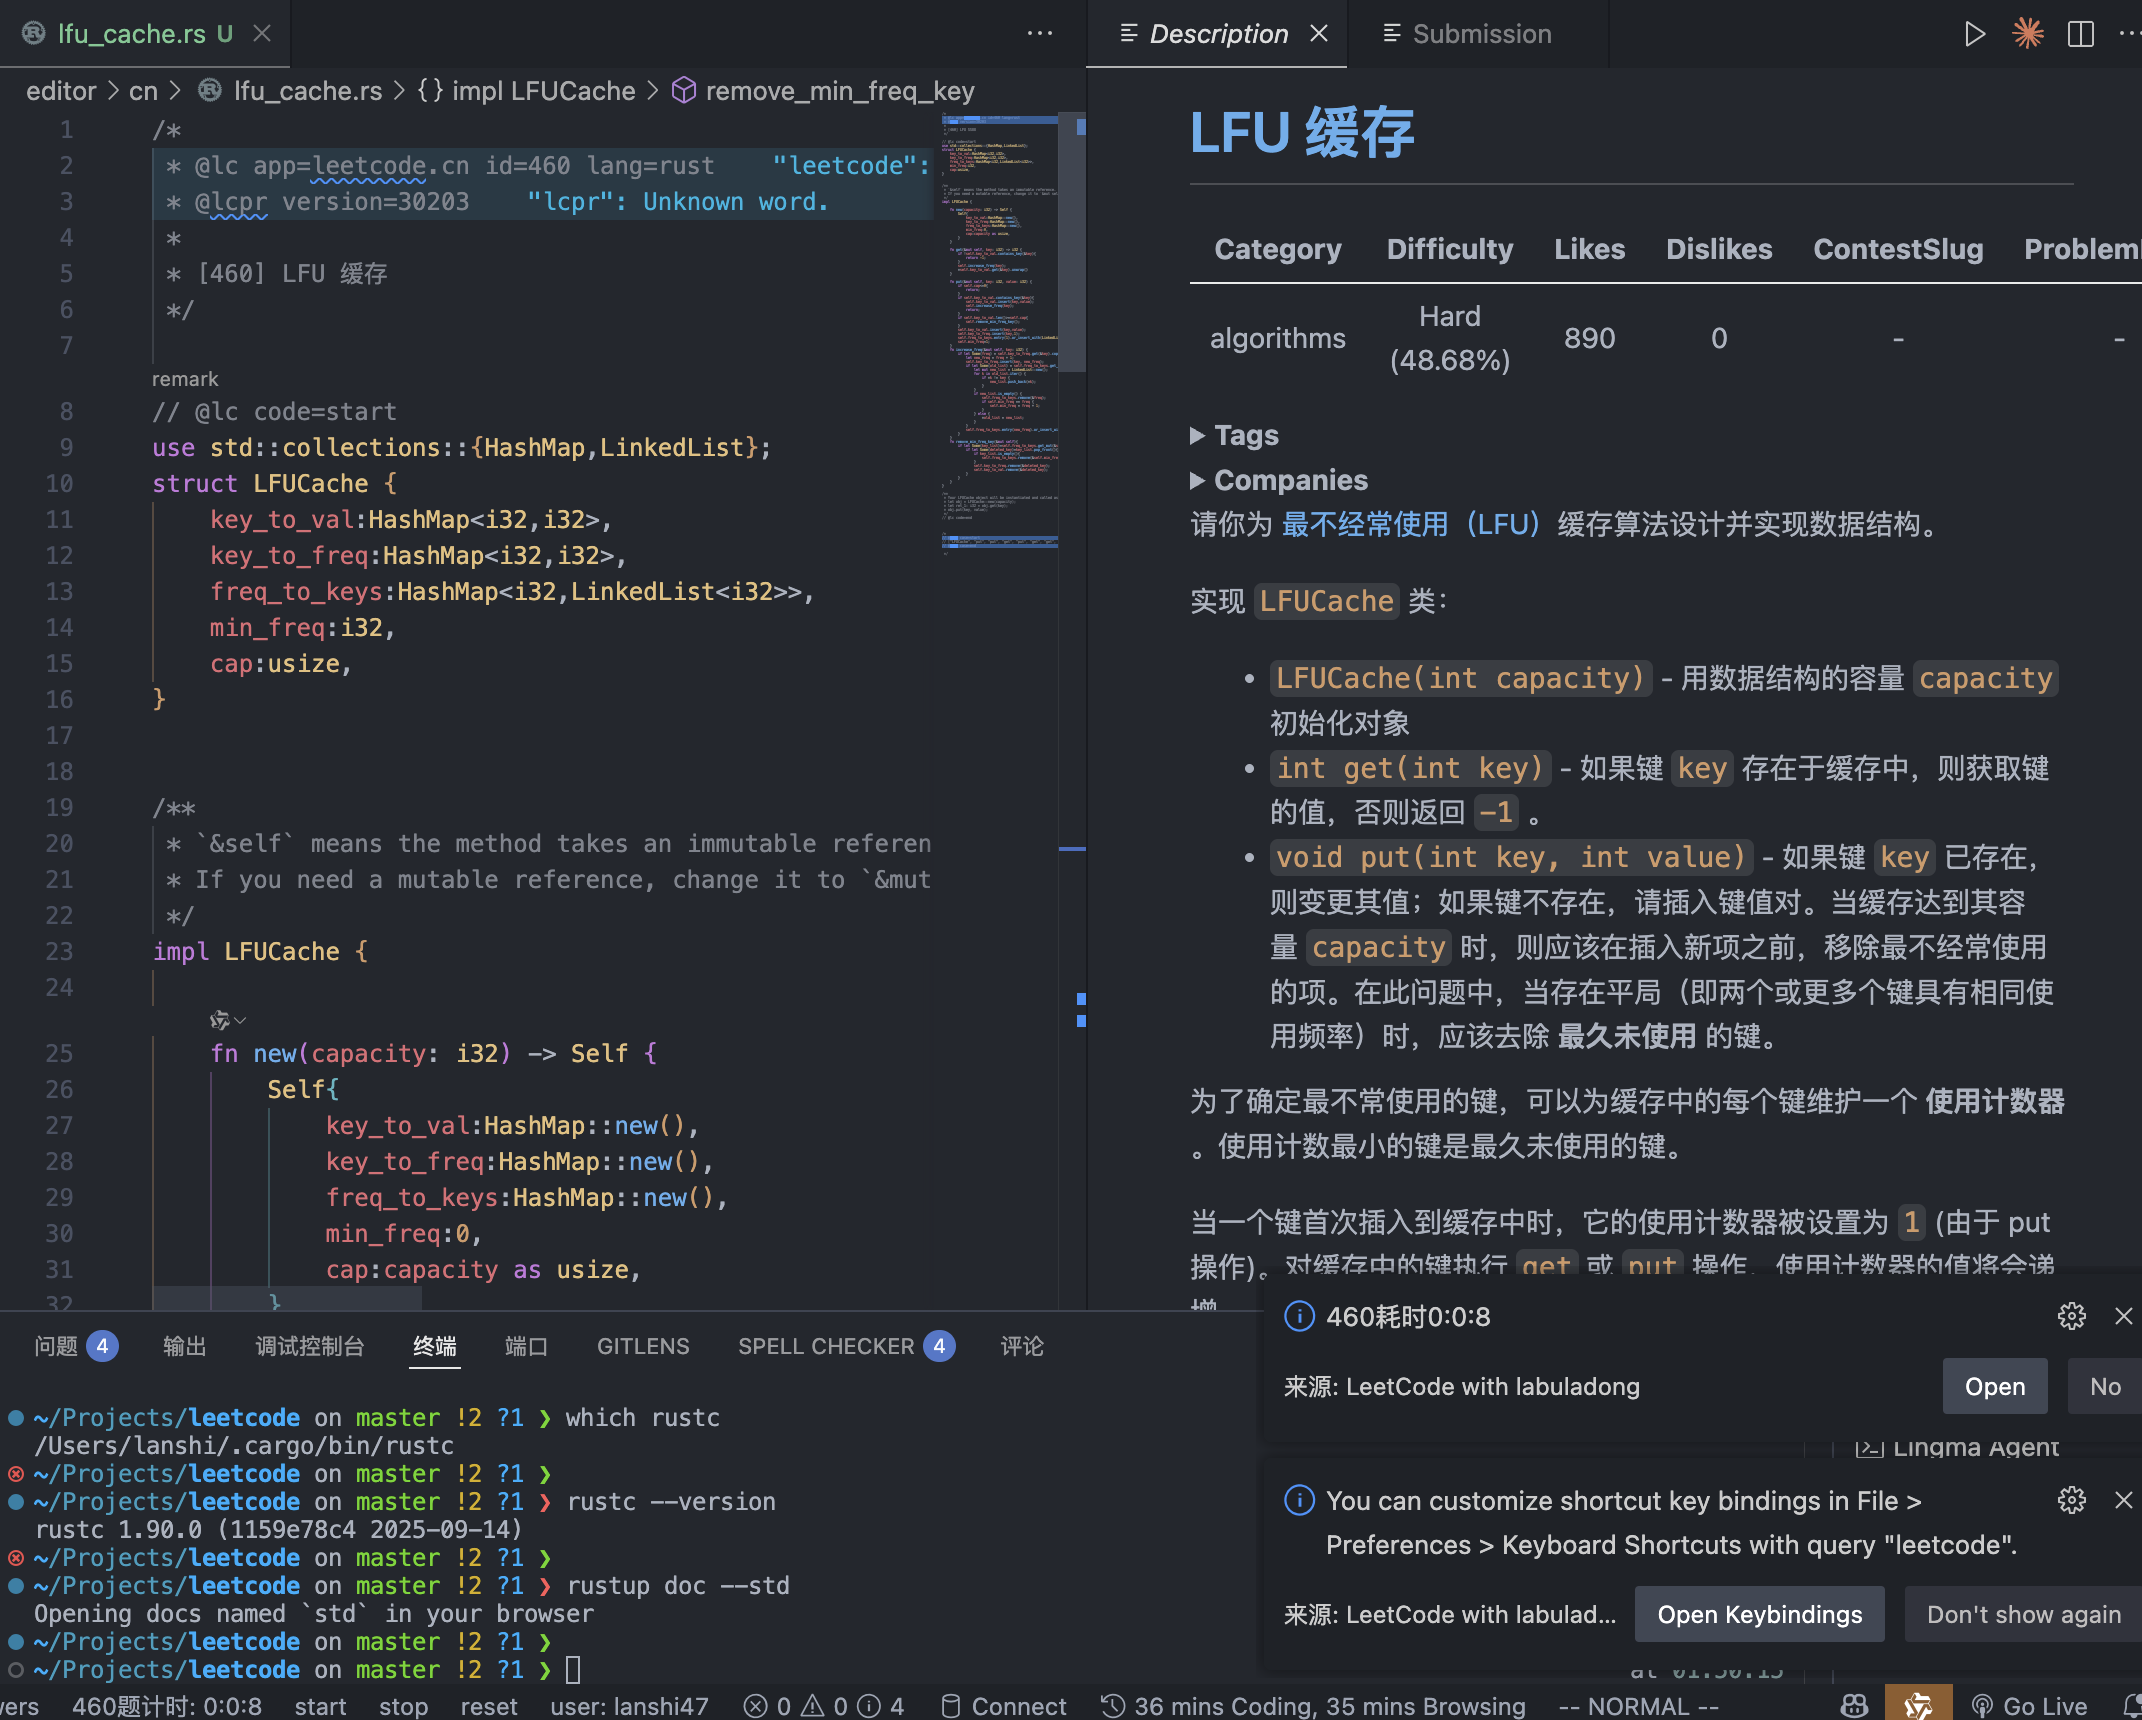 lfu_cache.rs U
Description
Submission
editor > cn > lfu_cache.rs > {} impl LFUCache > remove_min_freq_key
1 /*
2 * @lc app=leetcode.cn id=460 lang=rust "leetcode":
3 * @lcpr version=30203 "lcpr": Unknown word.
4 *
5 * [460] LFU 缓存
6 */
7
remark
8 // @lc code=start
9 use std::collections::{HashMap,LinkedList};
10 struct LFUCache {
11 key_to_val:HashMap<i32,i32>,
12 key_to_freq:HashMap<i32,i32>,
13 freq_to_keys:HashMap<i32,LinkedList<i32>>,
14 min_freq:i32,
15 cap:usize,
16 }
17
18
19 /**
20 * `&self` means the method takes an immutable referen
21 * If you need a mutable reference, change it to `&mut
22 */
23 impl LFUCache {
24
25 fn new(capacity: i32) -> Self {
26 Self{
27 key_to_val:HashMap::new(),
28 key_to_freq:HashMap::new(),
29 freq_to_keys:HashMap::new(),
30 min_freq:0,
31 cap:capacity as usize,
32 }
LFU 缓存
Category Difficulty Likes Dislikes ContestSlug Problem
algorithms Hard (48.68%) 890 0 - -
Tags
Companies
请你为 最不经常使用（LFU）缓存算法设计并实现数据结构。
实现 LFUCache 类：
• LFUCache(int capacity) - 用数据结构的容量 capacity
初始化对象
• int get(int key) - 如果键 key 存在于缓存中，则获取键
的值，否则返回 -1 。
• void put(int key, int value) - 如果键 key 已存在，
则变更其值；如果键不存在，请插入键值对。当缓存达到其容
量 capacity 时，则应该在插入新项之前，移除最不经常使用
的项。在此问题中，当存在平局（即两个或更多个键具有相同使
用频率）时，应该去除 最久未使用 的键。
为了确定最不常使用的键，可以为缓存中的每个键维护一个 使用计数器
。使用计数最小的键是最久未使用的键。
当一个键首次插入到缓存中时，它的使用计数器被设置为 1 (由于 put
操作)。对缓存中的键执行 get 或 put 操作，使用计数器的值将会递
增
问题 4 输出 调试控制台 终端 端口 GITLENS SPELL CHECKER 4 评论
~/Projects/leetcode on master !2 ?1 ❯ which rustc
/Users/lanshi/.cargo/bin/rustc
~/Projects/leetcode on master !2 ?1 ❯
~/Projects/leetcode on master !2 ?1 ❯ rustc --version
rustc 1.90.0 (1159e78c4 2025-09-14)
~/Projects/leetcode on master !2 ?1 ❯
~/Projects/leetcode on master !2 ?1 ❯ rustup doc --std
Opening docs named `std` in your browser
~/Projects/leetcode on master !2 ?1 ❯
~/Projects/leetcode on master !2 ?1 ❯
460耗时0:0:8
来源: LeetCode with labuladong
Open No
Lingma Agent
You can customize shortcut key bindings in File >
Preferences > Keyboard Shortcuts with query "leetcode".
来源: LeetCode with labulad...
Open Keybindings Don't show again
at 01:30:15
wers 460题计时: 0:0:8 start stop reset user: lanshi47 0 0 4 Connect 36 mins Coding, 35 mins Browsing -- NORMAL -- Go Live